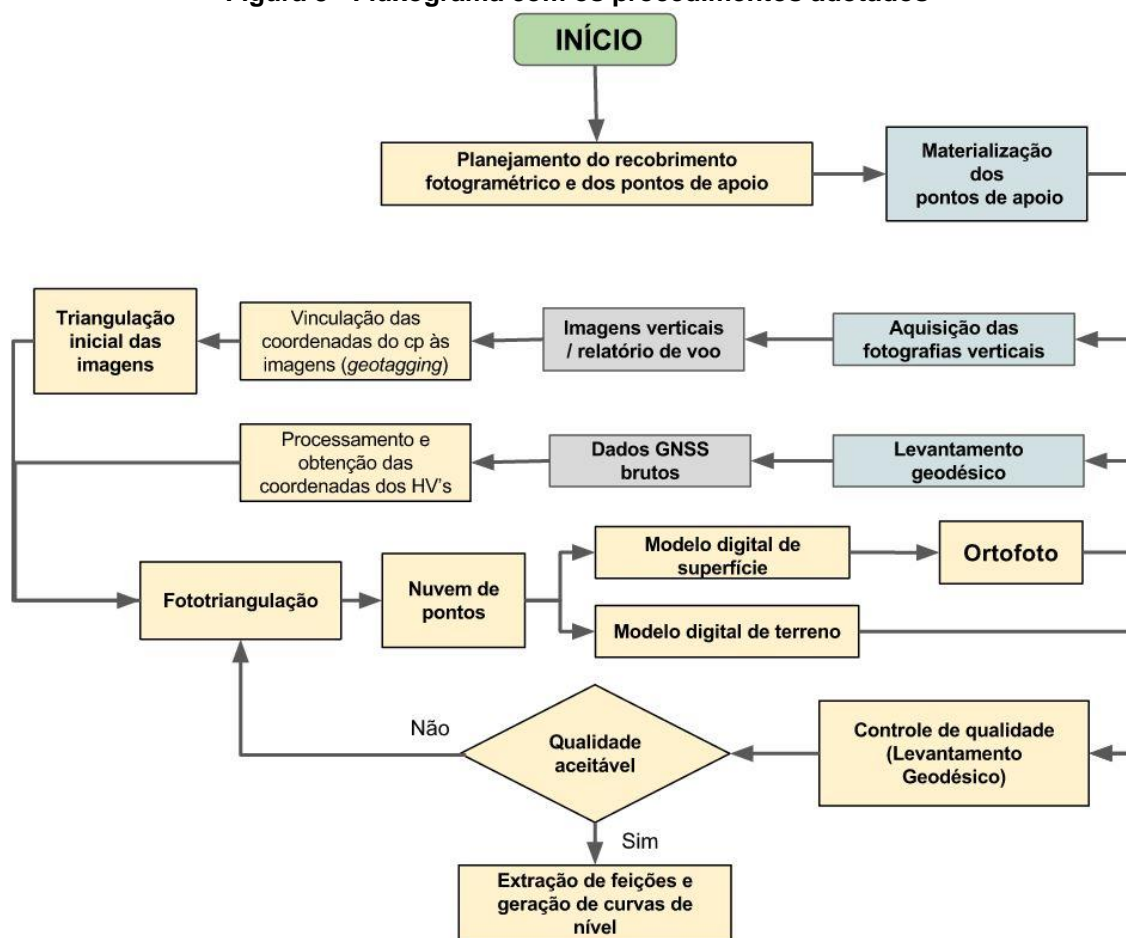 INÍCIO
Planejamento do recobrimento
fotogramétrico e dos pontos de apoio
Materialização
dos
pontos de apoio
Triangulação
inicial das
imagens
Vinculação das
coordenadas do cp às
imagens (geotagging)
Imagens verticais
/ relatório de voo
Aquisição das
fotografias verticais
Processamento e
obtenção das
coordenadas dos HV's
Dados GNSS
brutos
Levantamento
geodésico
Fototriangulação
Nuvem de
pontos
Modelo digital de
superfície
Ortofoto
Modelo digital de terreno
Não
Qualidade
aceitável
Controle de qualidade
(Levantamento
Geodésico)
Sim
Extração de feições e
geração de curvas de
nível